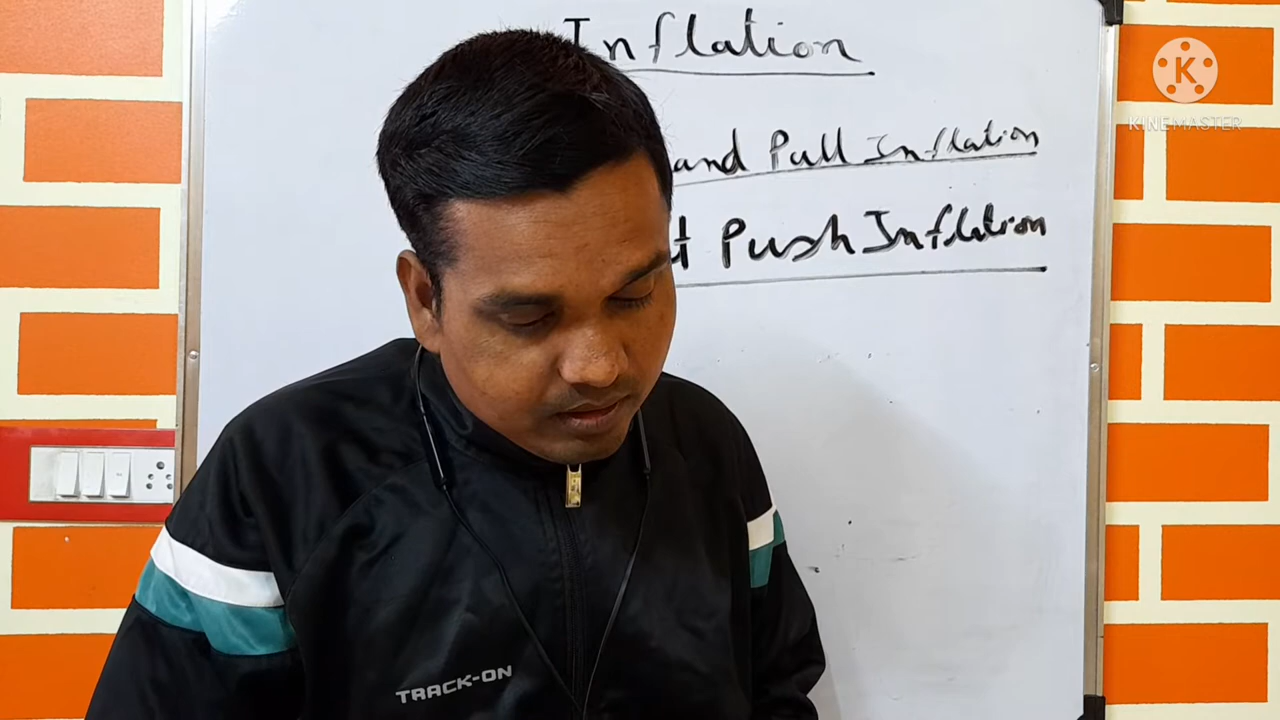 Inflation
K
KINEMASTER
and Pull Inflation
t Push Inflation
TRACK-ON